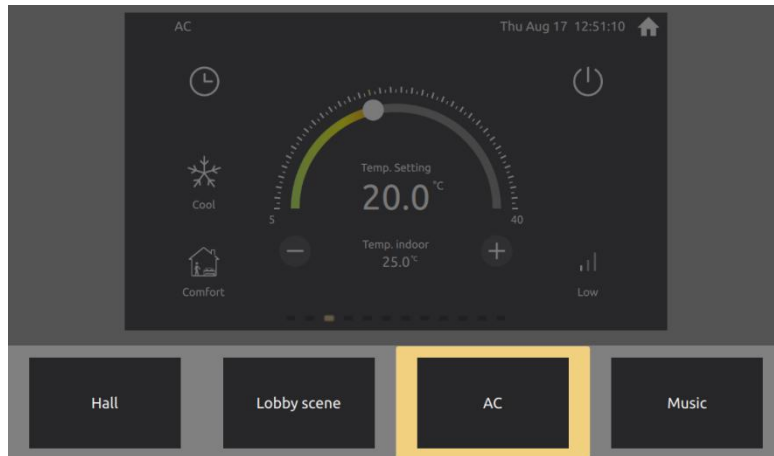 AC
Thu Aug 17 12:51:10
Temp. Setting
20.0 °C
Cool
5
40
Temp. indoor
25.0 °C
Comfort
Low
Hall
Lobby scene
AC
Music